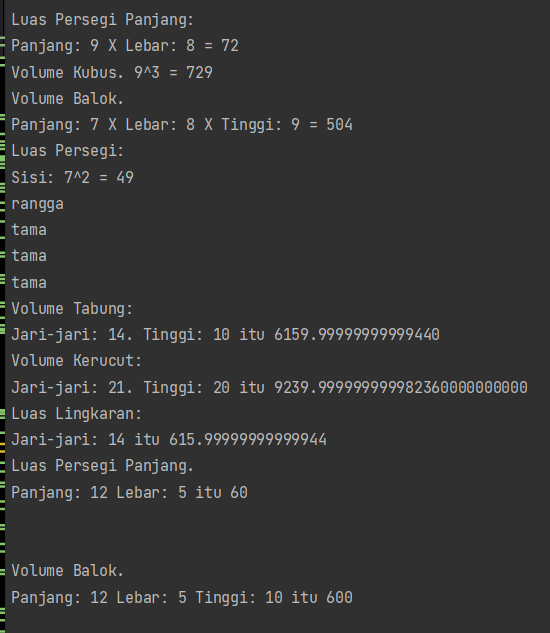 Luas Persegi Panjang:
Panjang: 9 X Lebar: 8 = 72
Volume Kubus. 9^3 = 729
Volume Balok.
Panjang: 7 X Lebar: 8 X Tinggi: 9 = 504
Luas Persegi:
Sisi: 7^2 = 49
rangga
tama
tama
tama
Volume Tabung:
Jari-jari: 14. Tinggi: 10 itu 6159.99999999999440
Volume Kerucut:
Jari-jari: 21. Tinggi: 20 itu 9239.999999999982360000000000
Luas Lingkaran:
Jari-jari: 14 itu 615.99999999999944
Luas Persegi Panjang.
Panjang: 12 Lebar: 5 itu 60
Volume Balok.
Panjang: 12 Lebar: 5 Tinggi: 10 itu 600